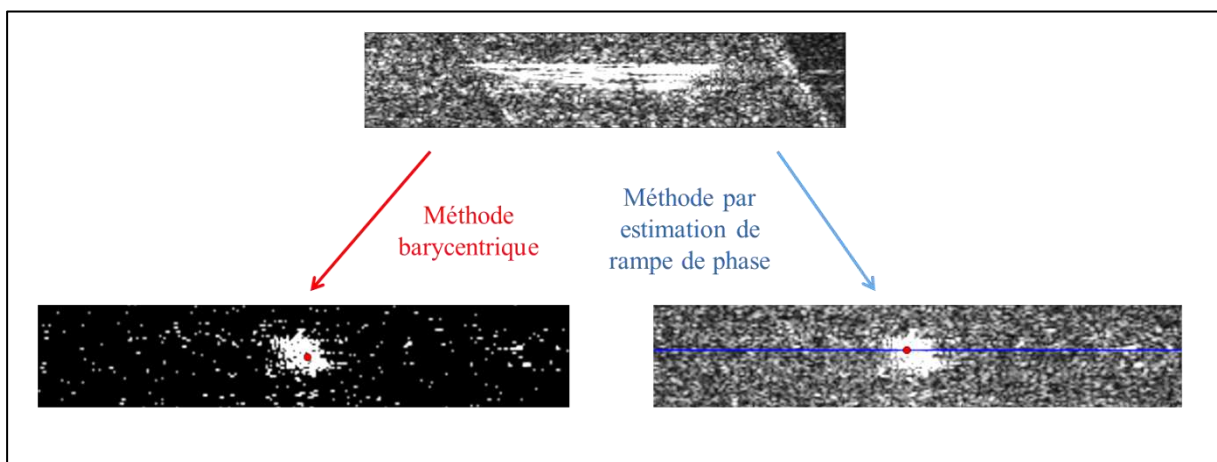 Méthode
barycentrique
Méthode par
estimation de
rampe de phase